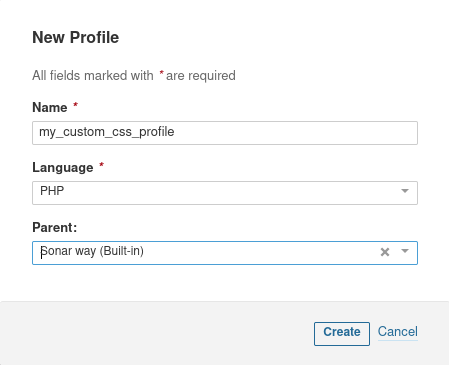 New Profile
All fields marked with * are required
Name *
my_custom_css_profile
Language *
PHP
Parent:
Sonar way (Built-in)
Create Cancel